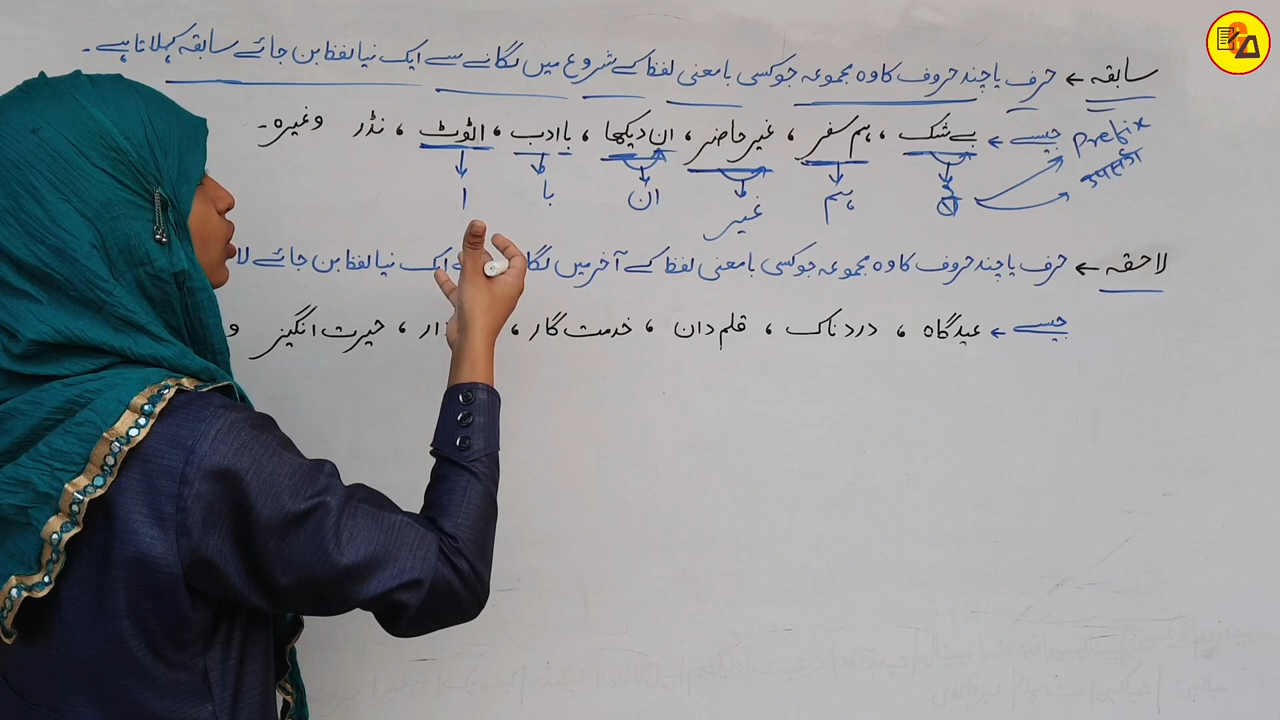 سابقہ ← حرف یا چند حروف کا وہ مجموعہ جو کسی بامعنی لفظ کے شروع میں لگانے سے ایک نیا لفظ بن جائے سابقہ کہلاتا ہے۔
جیسے ← بے شک ، ہم سفر ، غیر حاضر ، ان دیکھا ، باادب ، اٹوٹ ، نڈر وغیرہ۔
prefix
उपसर्ग
بے ہم غیر ان با ا
لاحقہ ← حرف یا چند حروف کا وہ مجموعہ جو کسی بامعنی لفظ کے آخر میں ایک نیا لفظ بن جائے
جیسے ← عیدگاہ ، دردناک ، قلم دان ، خدمت گار ، دار ، حیرت انگیز و